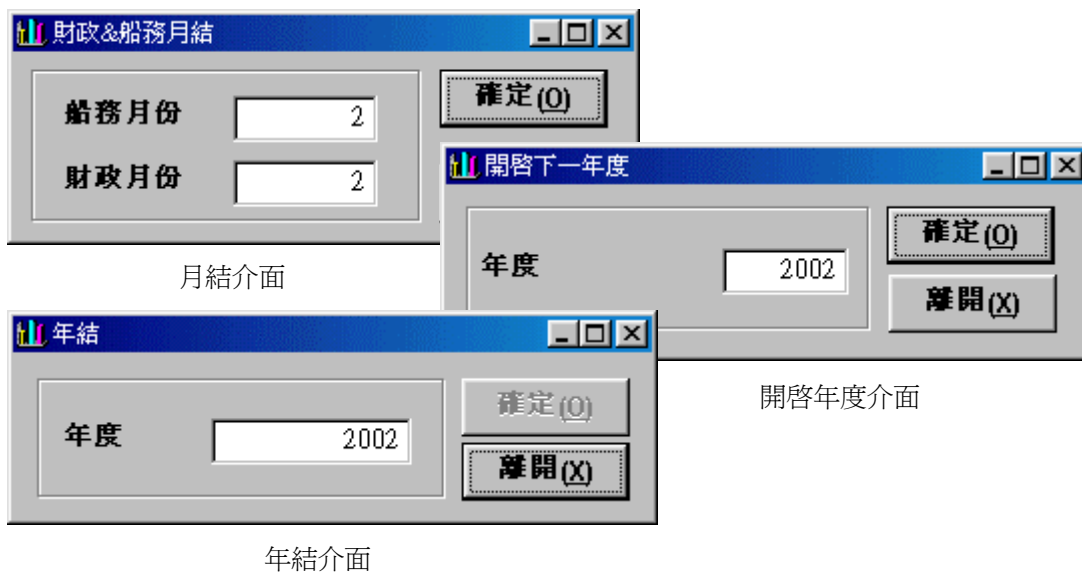 財政&船務月結
船務月份 2
確定(O)
財政月份 2
月結介面
開啓下一年度
年度 2002
確定(O)
離開(X)
開啓年度介面
年結
年度 2002
確定(O)
離開(X)
年結介面